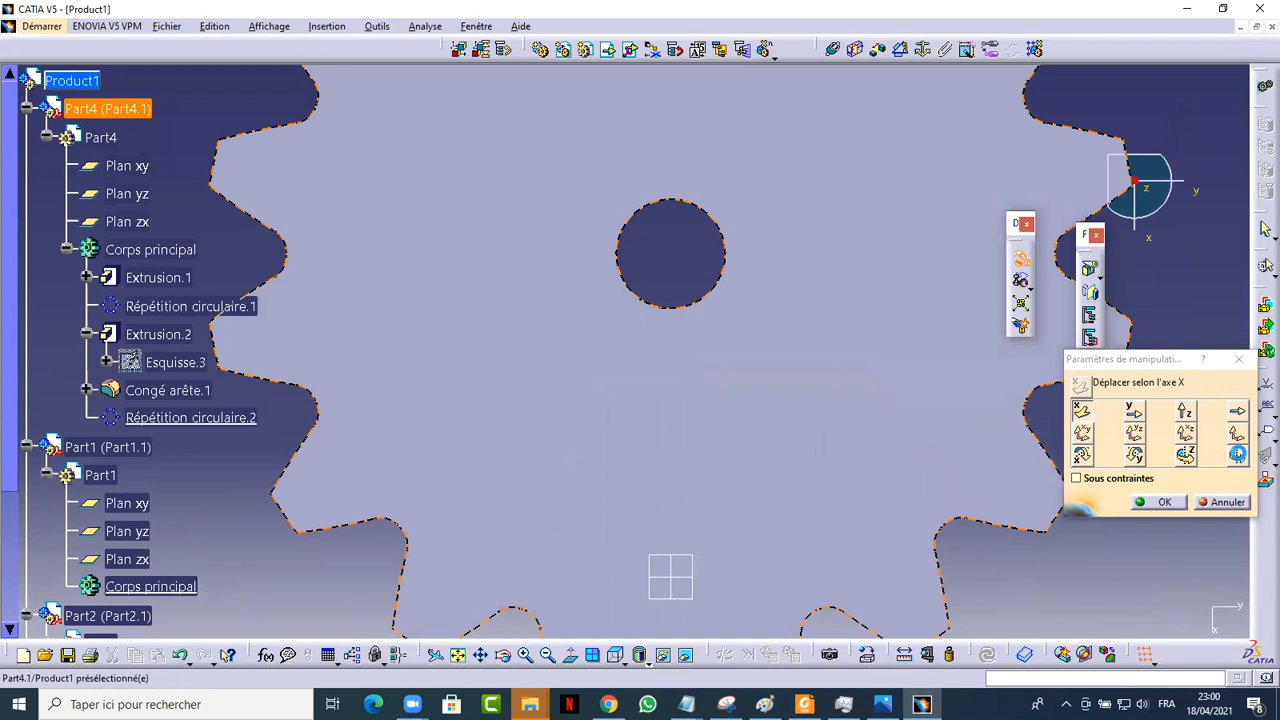 CATIA V5 - [Product1]
Démarrer ENOVIA V5 VPM Fichier Edition Affichage Insertion Outils Analyse Fenêtre Aide
Product1
Part4 (Part4.1)
Part4
Plan xy
Plan yz
Plan zx
Corps principal
Extrusion.1
Répétition circulaire.1
Extrusion.2
Esquisse.3
Congé arête.1
Répétition circulaire.2
Part1 (Part1.1)
Part1
Plan xy
Plan yz
Plan zx
Corps principal
Part2 (Part2.1)
z
y
x
D...
F...
Paramètres de manipulati...
Déplacer selon l'axe X
Sous contraintes
OK Annuler
y
x
Part4.1/Product1 présélectionné(e)
Taper ici pour rechercher
FRA
23:00
18/04/2021